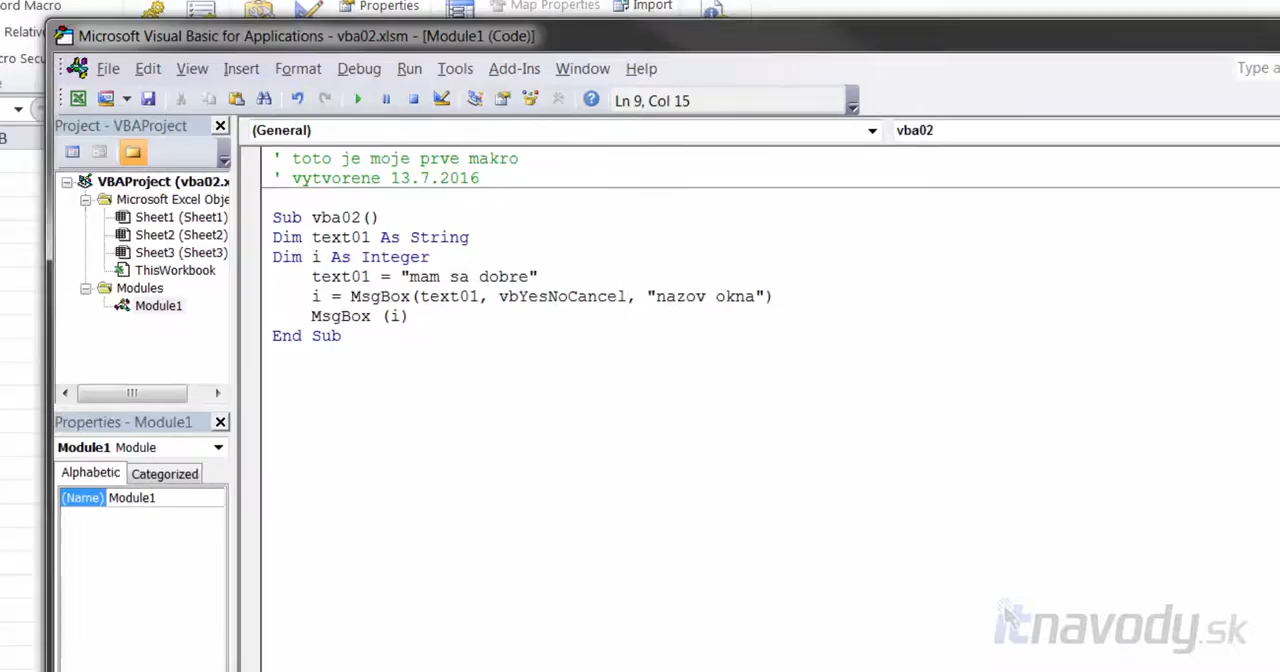 ord Macro
Properties
Map Properties
Import
Relativ
cro Secu
Microsoft Visual Basic for Applications - vba02.xlsm - [Module1 (Code)]
File Edit View Insert Format Debug Run Tools Add-Ins Window Help
Type a
Ln 9, Col 15
Project - VBAProject
(General)
vba02
B
VBAProject (vba02.x
Microsoft Excel Obje
Sheet1 (Sheet1)
Sheet2 (Sheet2)
Sheet3 (Sheet3)
ThisWorkbook
Modules
Module1
' toto je moje prve makro
' vytvorene 13.7.2016
Sub vba02()
Dim text01 As String
Dim i As Integer
text01 = "mam sa dobre"
i = MsgBox(text01, vbYesNoCancel, "nazov okna")
MsgBox (i)
End Sub
Properties - Module1
Module1 Module
Alphabetic Categorized
(Name) Module1
itnavody.sk